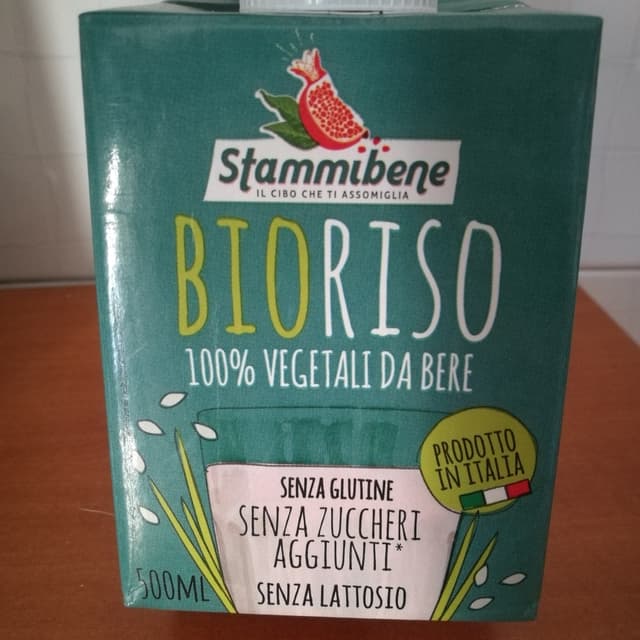 Stammibene
IL CIBO CHE TI ASSOMIGLIA
BIORISO
100% VEGETALI DA BERE
PRODOTTO
IN ITALIA
SENZA GLUTINE
SENZA ZUCCHERI
AGGIUNTI*
SENZA LATTOSIO
500ML